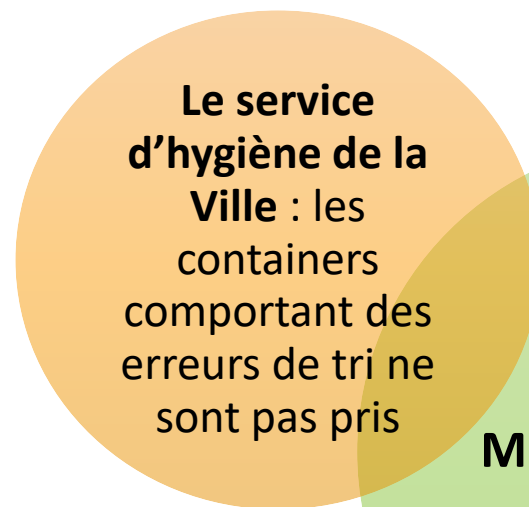 Le service
d’hygiène de la
Ville : les
containers
comportant des
erreurs de tri ne
sont pas pris
M